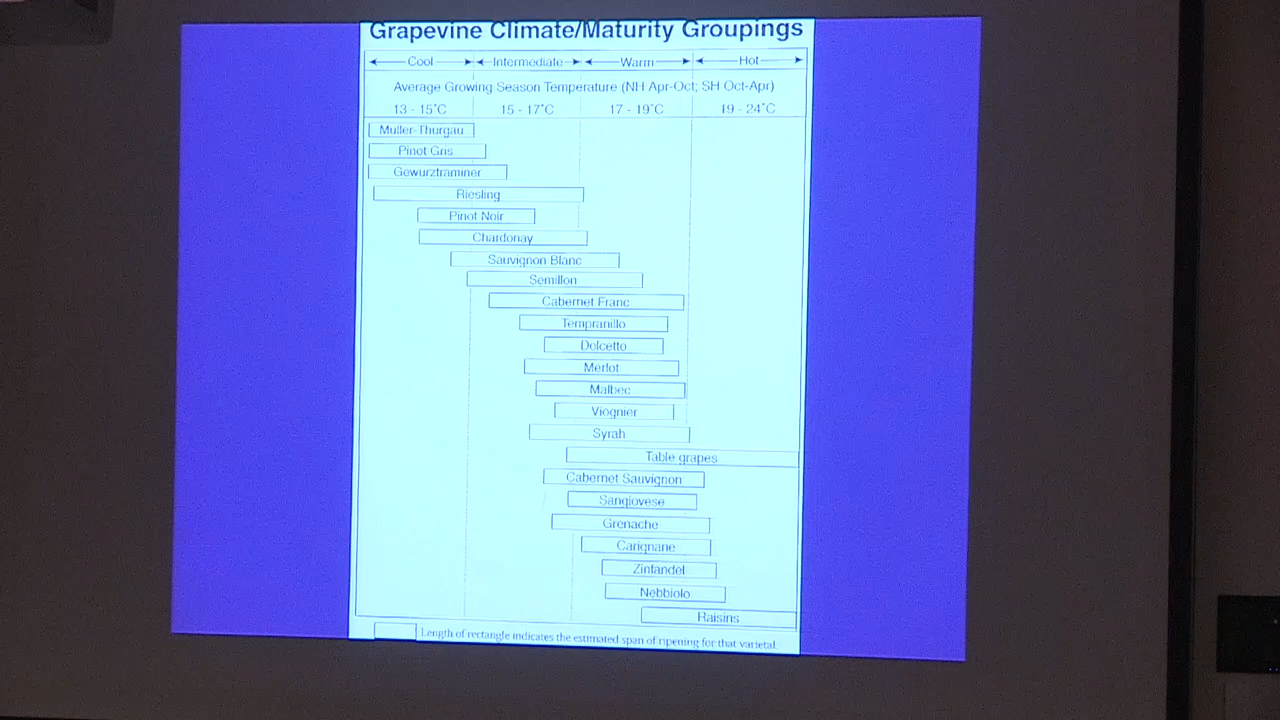 Grapevine Climate/Maturity Groupings
Cool Intermediate Warm Hot
Average Growing Season Temperature (NH Apr-Oct; SH Oct-Apr)
13 - 15°C 15 - 17°C 17 - 19°C 19 - 24°C
Muller-Thurgau
Pinot Gris
Gewurztraminer
Riesling
Pinot Noir
Chardonay
Sauvignon Blanc
Semillon
Cabernet Franc
Tempranillo
Dolcetto
Merlot
Malbec
Viognier
Syrah
Table grapes
Cabernet Sauvignon
Sangiovese
Grenache
Carignane
Zinfandel
Nebbiolo
Raisins
Length of rectangle indicates the estimated span of ripening for that varietal.